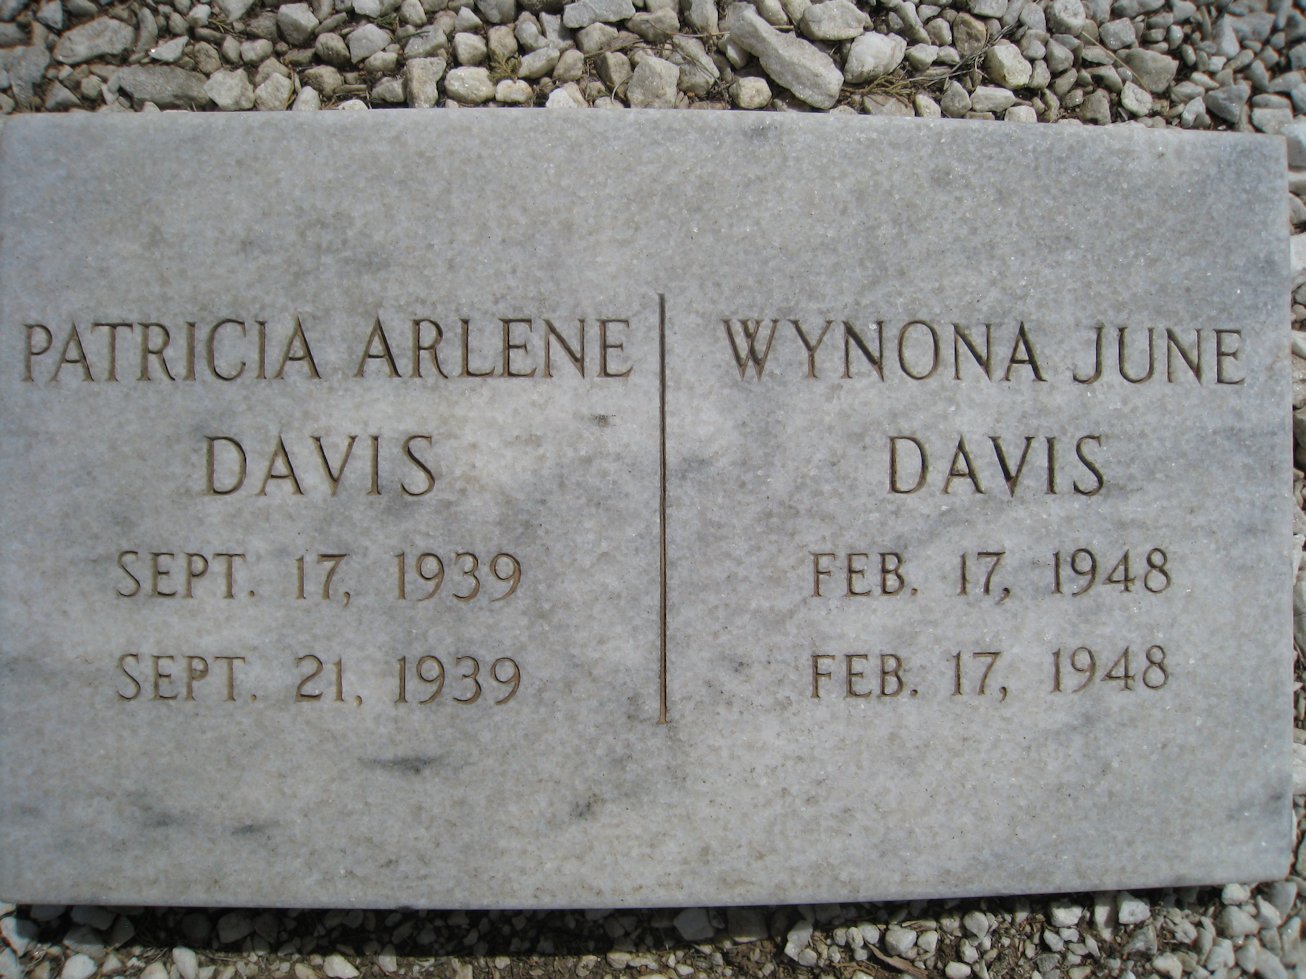 PATRICIA ARLENE
DAVIS
SEPT. 17, 1939
SEPT. 21, 1939
WYNONA JUNE
DAVIS
FEB. 17, 1948
FEB. 17, 1948